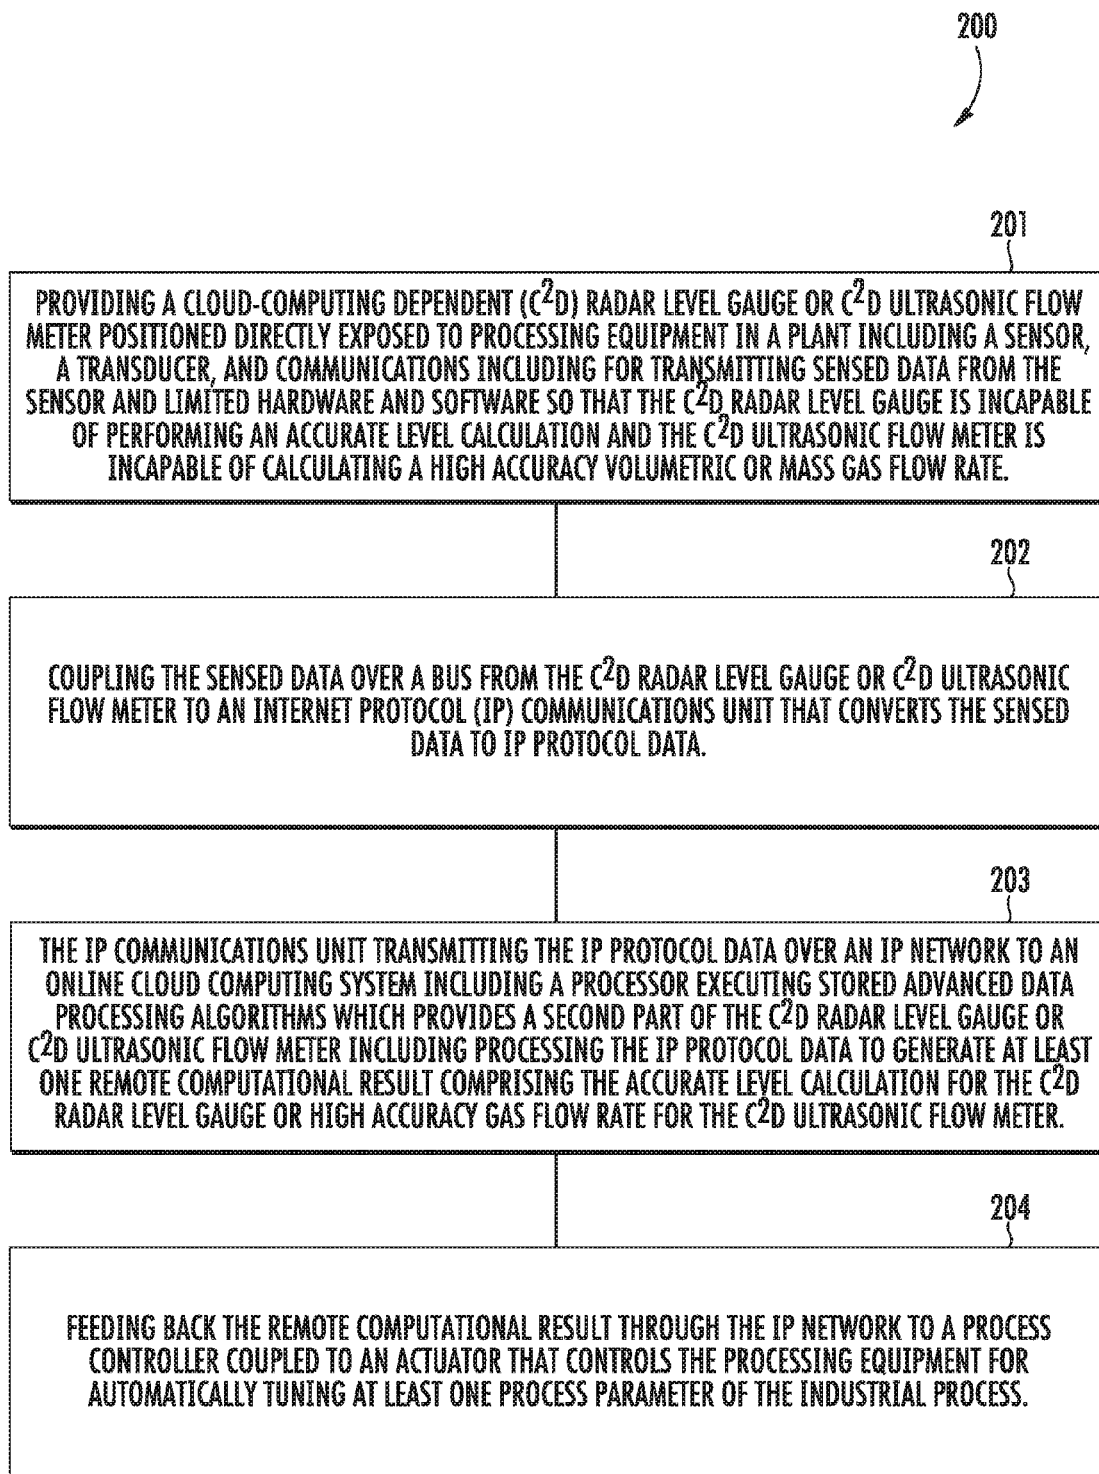 200
201
PROVIDING A CLOUD-COMPUTING DEPENDENT (C²D) RADAR LEVEL GAUGE OR C²D ULTRASONIC FLOW
METER POSITIONED DIRECTLY EXPOSED TO PROCESSING EQUIPMENT IN A PLANT INCLUDING A SENSOR,
A TRANSDUCER, AND COMMUNICATIONS INCLUDING FOR TRANSMITTING SENSED DATA FROM THE
SENSOR AND LIMITED HARDWARE AND SOFTWARE SO THAT THE C²D RADAR LEVEL GAUGE IS INCAPABLE
OF PERFORMING AN ACCURATE LEVEL CALCULATION AND THE C²D ULTRASONIC FLOW METER IS
INCAPABLE OF CALCULATING A HIGH ACCURACY VOLUMETRIC OR MASS GAS FLOW RATE.
202
COUPLING THE SENSED DATA OVER A BUS FROM THE C²D RADAR LEVEL GAUGE OR C²D ULTRASONIC
FLOW METER TO AN INTERNET PROTOCOL (IP) COMMUNICATIONS UNIT THAT CONVERTS THE SENSED
DATA TO IP PROTOCOL DATA.
203
THE IP COMMUNICATIONS UNIT TRANSMITTING THE IP PROTOCOL DATA OVER AN IP NETWORK TO AN
ONLINE CLOUD COMPUTING SYSTEM INCLUDING A PROCESSOR EXECUTING STORED ADVANCED DATA
PROCESSING ALGORITHMS WHICH PROVIDES A SECOND PART OF THE C²D RADAR LEVEL GAUGE OR
C²D ULTRASONIC FLOW METER INCLUDING PROCESSING THE IP PROTOCOL DATA TO GENERATE AT LEAST
ONE REMOTE COMPUTATIONAL RESULT COMPRISING THE ACCURATE LEVEL CALCULATION FOR THE C²D
RADAR LEVEL GAUGE OR HIGH ACCURACY GAS FLOW RATE FOR THE C²D ULTRASONIC FLOW METER.
204
FEEDING BACK THE REMOTE COMPUTATIONAL RESULT THROUGH THE IP NETWORK TO A PROCESS
CONTROLLER COUPLED TO AN ACTUATOR THAT CONTROLS THE PROCESSING EQUIPMENT FOR
AUTOMATICALLY TUNING AT LEAST ONE PROCESS PARAMETER OF THE INDUSTRIAL PROCESS.